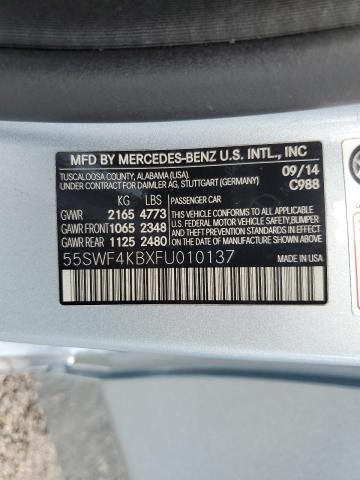 MFD BY MERCEDES-BENZ U.S. INTL., INC
TUSCALOOSA COUNTY, ALABAMA (USA). 09/14
UNDER CONTRACT FOR DAIMLER AG, STUTTGART (GERMANY) C988
KG LBS PASSENGER CAR
GVWR 2165 4773 THIS VEHICLE CONFORMS TO ALL APPLICABLE
GAWR FRONT 1065 2348 U.S. FEDERAL MOTOR VEHICLE SAFETY, BUMPER
GAWR REAR 1125 2480 AND THEFT PREVENTION STANDARDS IN EFFECT ON THE DATE OF MANUFACTURE SHOWN ABOVE.
55SWF4KBXFU010137